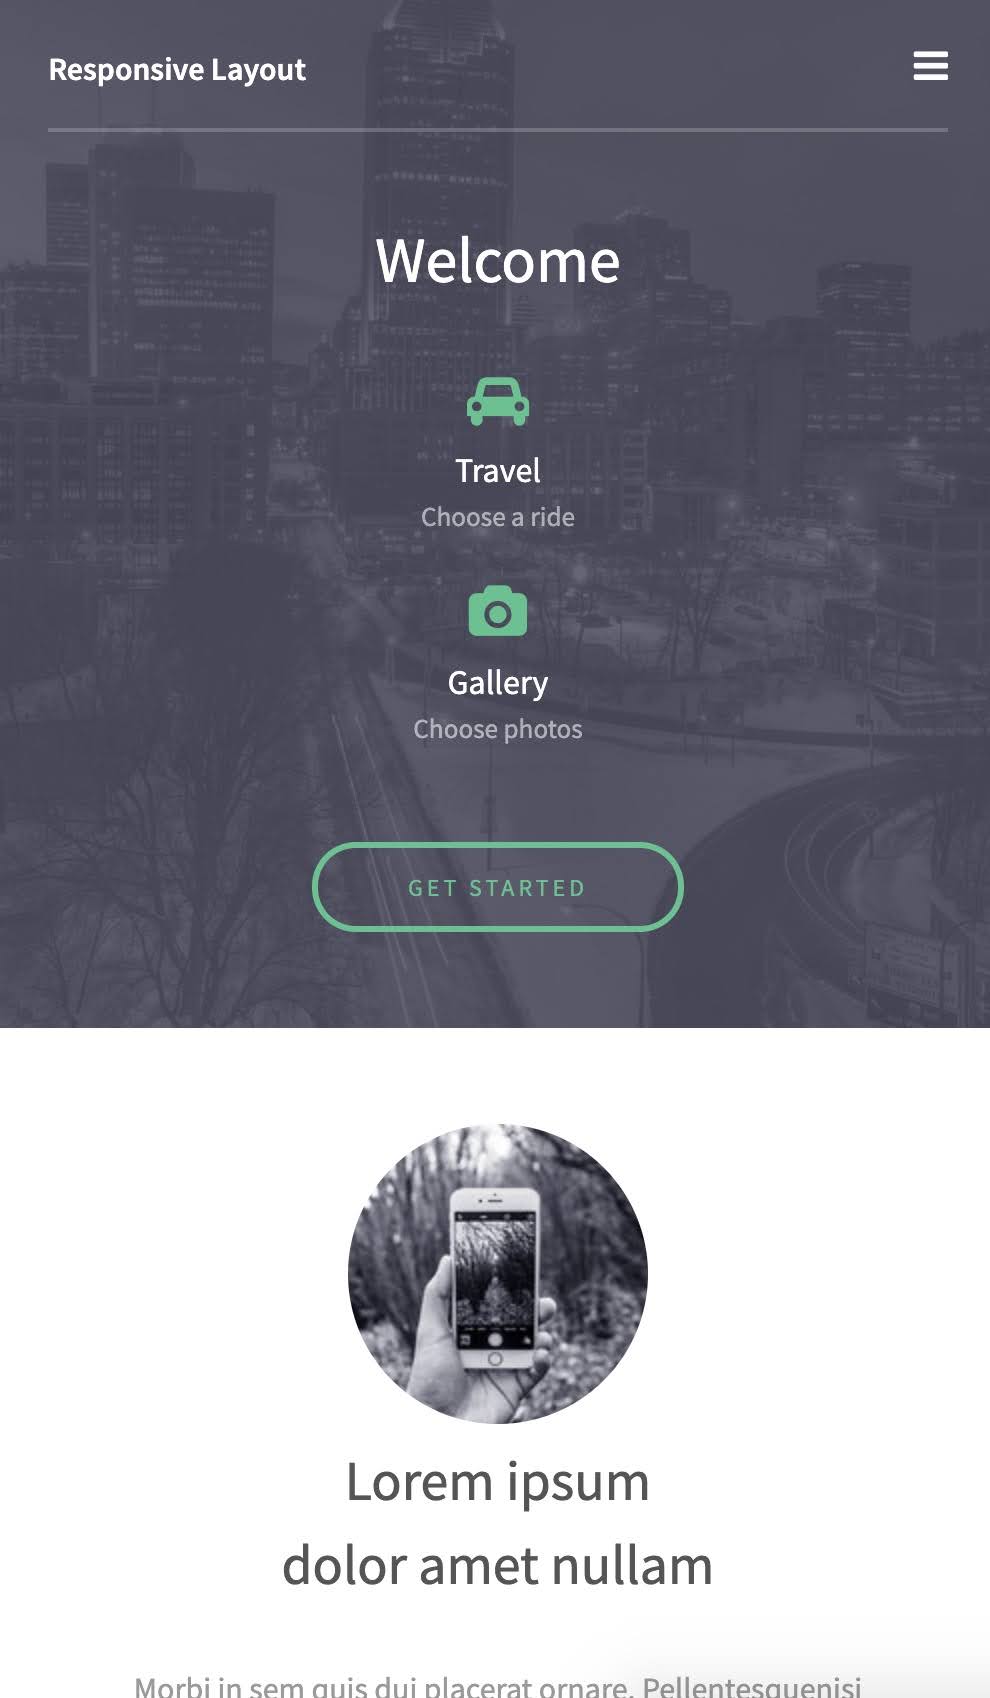 Responsive Layout
Welcome
Travel
Choose a ride
Gallery
Choose photos
GET STARTED
Lorem ipsum
dolor amet nullam
Morbi in sem quis dui placerat ornare. Pellentesquenisi